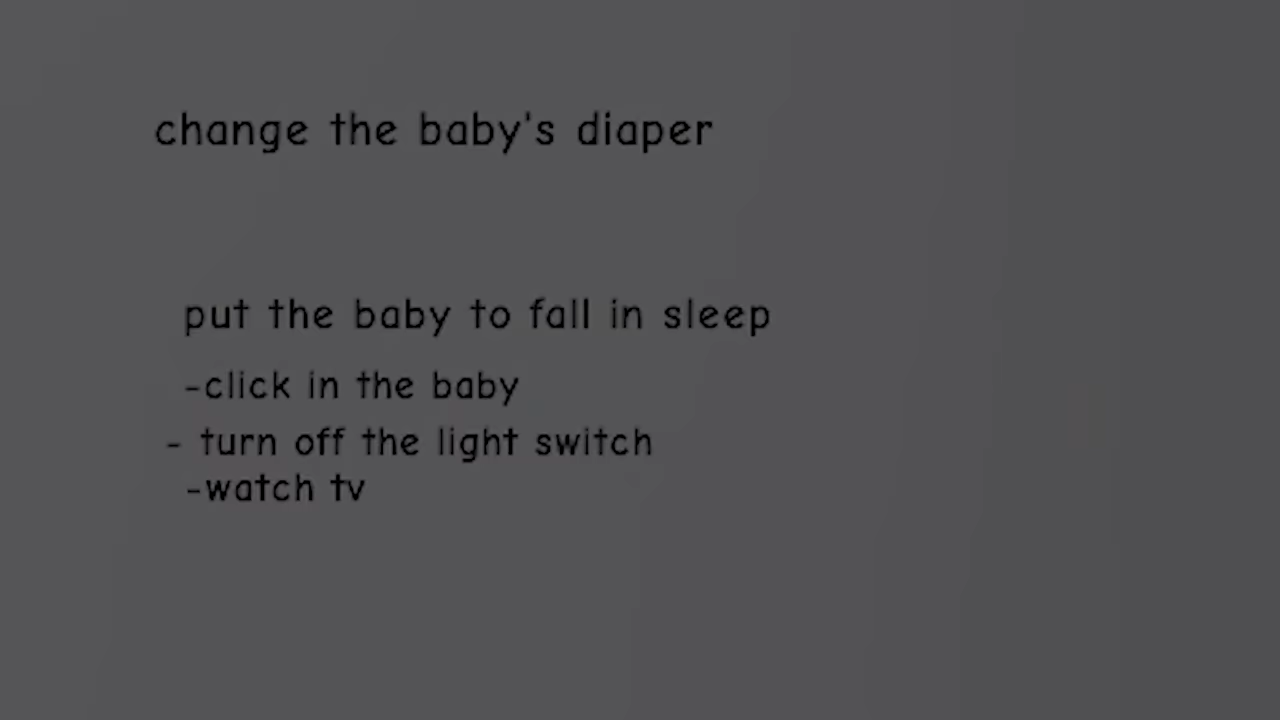 change the baby's diaper
put the baby to fall in sleep
-click in the baby
- turn off the light switch
-watch tv